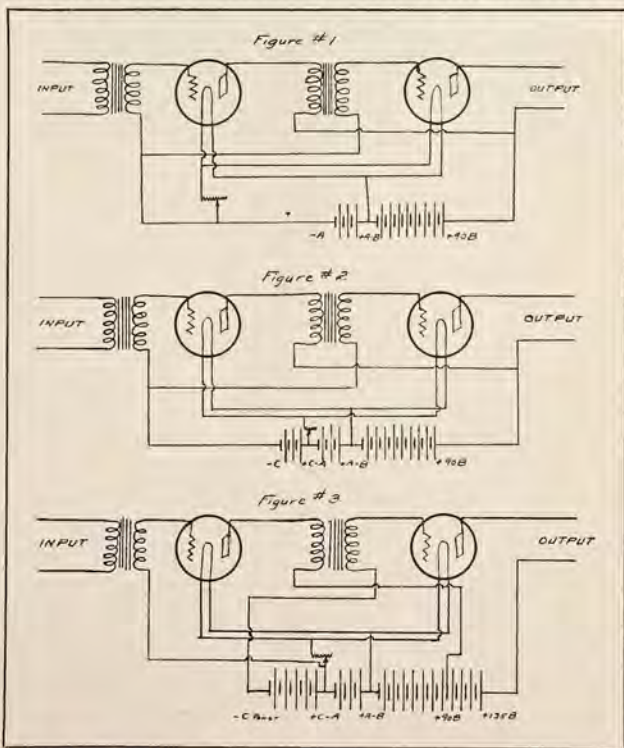 Figure #1
INPUT
OUTPUT
-A
+A-B
+90B
Figure #2
INPUT
OUTPUT
-C
+C-A
+A-B
+90B
Figure #3
INPUT
OUTPUT
-C Power
+C-A
+A-B
+90B
+135B